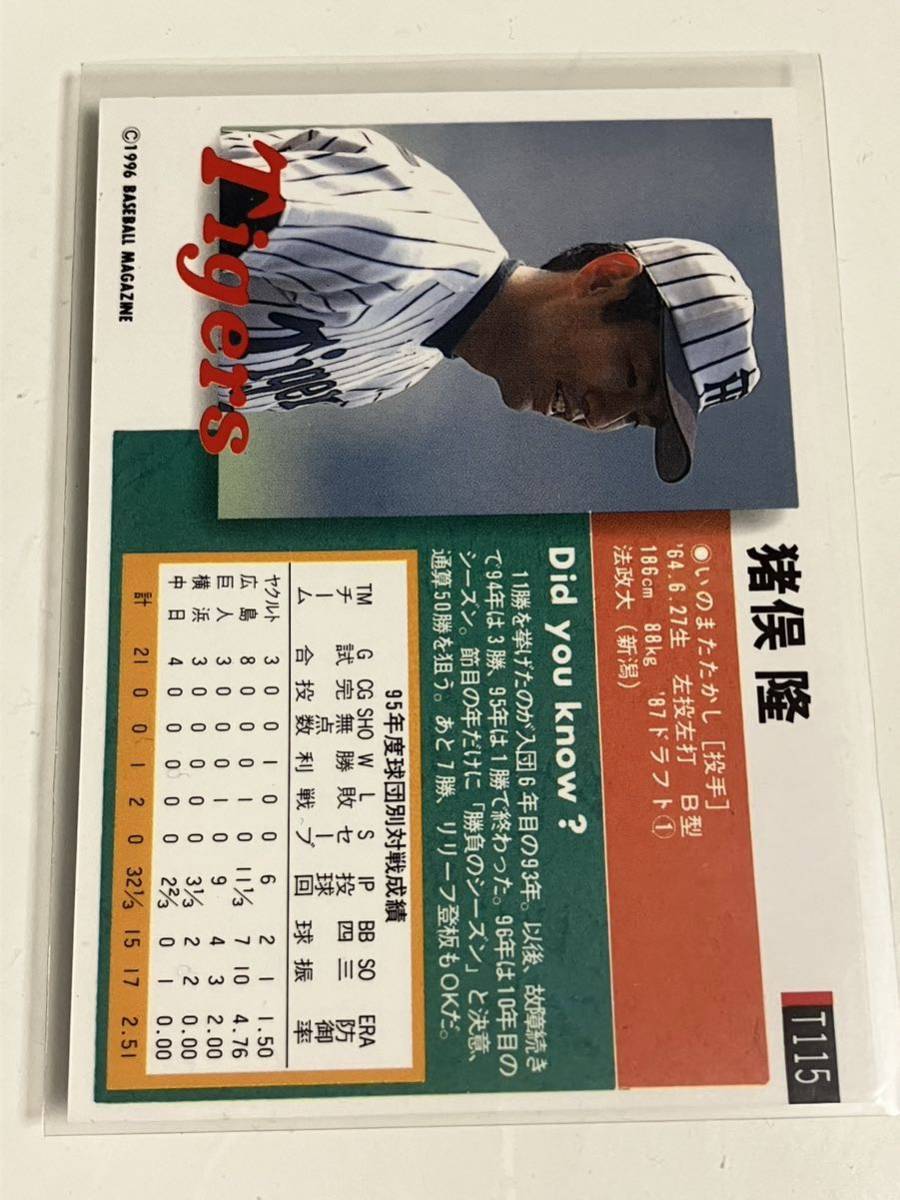 T115
猪俣 隆
●いのまたたかし [投手]
'64.6.27生 左投左打 B型
186cm 88kg '87ドラフト①
法政大(新潟)
Did you know ?
11勝を挙げたのが入団6年目の93年。以後、故障続き
で94年は3勝、95年は1勝で終わった。96年は10年目の
シーズン。節目の年だけに「勝負のシーズン」と決意、
通算50勝を狙う。あと7勝、リリーフ登板もOKだ。
Tigers
Tigers
©1996 BASEBALL MAGAZINE
95年度球団別対戦成績
TM G CG SHO W L S IP BB SO ERA
チーム 試合 完投 無点数 勝利 敗戦 セーブ 投球回 四球 三振 防御率
ヤクルト 3 0 0 1 0 0 6 2 1 1.50
広島 8 0 0 0 1 0 11⅓ 7 10 4.76
巨人 3 0 0 0 1 0 9 4 3 2.00
横浜 3 0 0 0 0 0 3⅓ 2 2 0.00
中日 4 0 0 0 0 0 2⅔ 0 1 0.00
計 21 0 0 1 2 0 32⅓ 15 17 2.51